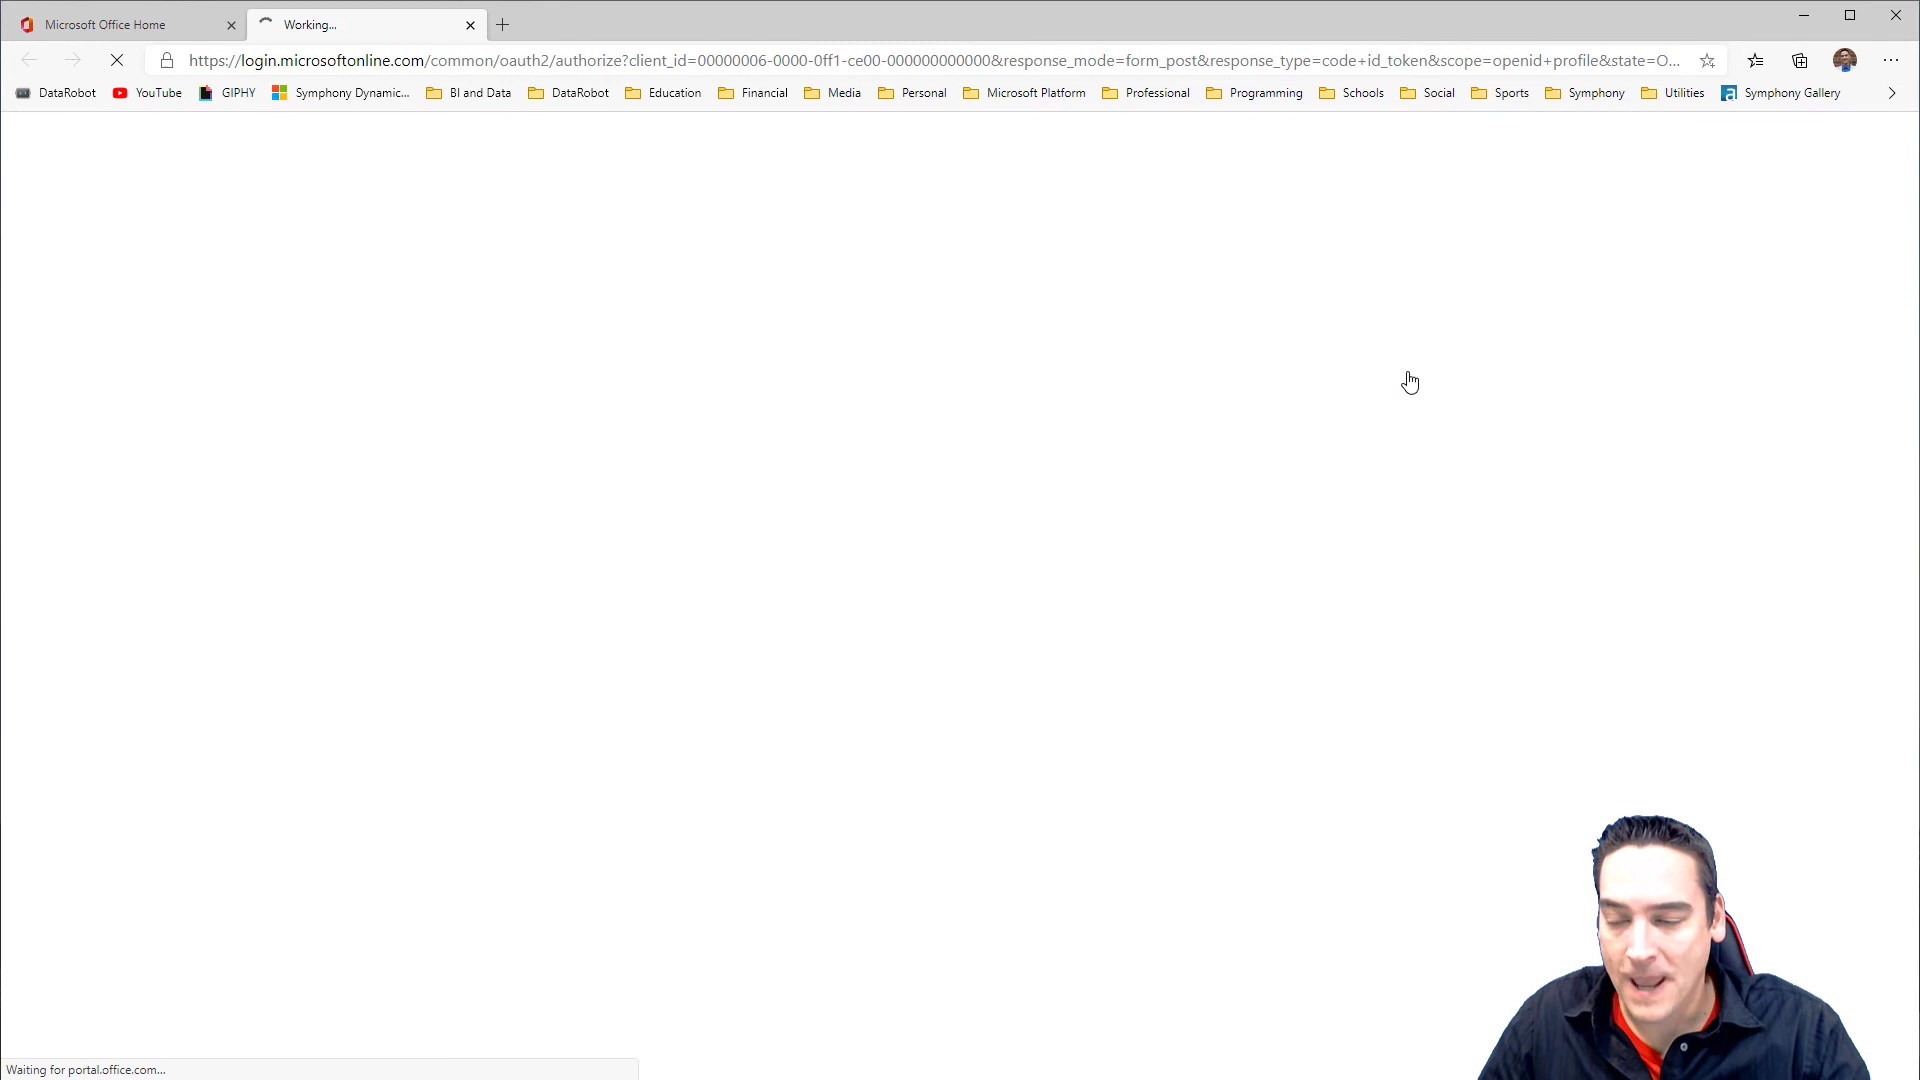 Microsoft Office Home
Working...
https://login.microsoftonline.com/common/oauth2/authorize?client_id=00000006-0000-0ff1-ce00-000000000000&response_mode=form_post&response_type=code+id_token&scope=openid+profile&state=O...
DataRobot YouTube GIPHY Symphony Dynamic... BI and Data DataRobot Education Financial Media Personal Microsoft Platform Professional Programming Schools Social Sports Symphony Utilities Symphony Gallery
Waiting for portal.office.com...